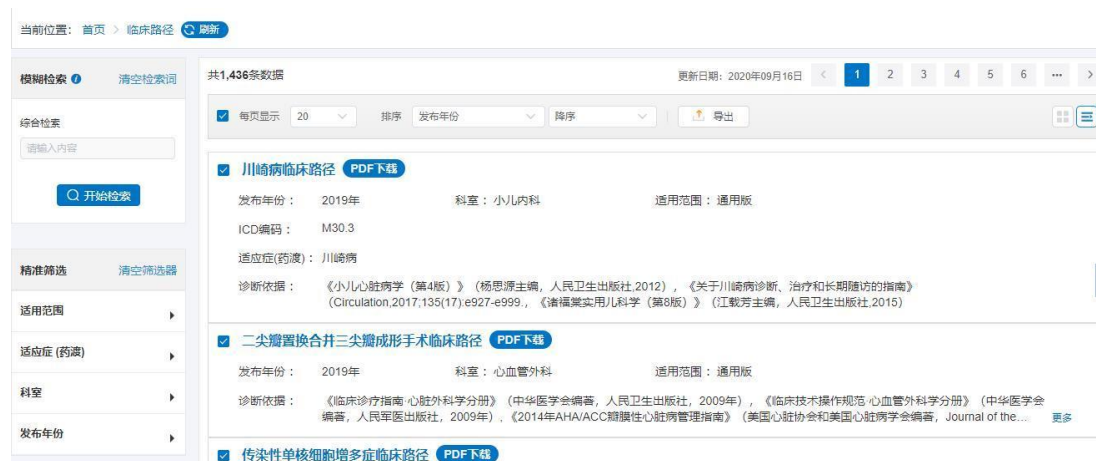 当前位置： 首页 > 临床路径 刷新
模糊检索 清空检索词
综合检索
请输入内容
开始检索
精准筛选 清空筛选器
适用范围
适应症 (药渡)
科室
发布年份
共1,436条数据 更新日期：2020年09月16日 < 1 2 3 4 5 6 ... >
每页显示 20 排序 发布年份 降序 导出
川崎病临床路径 PDF下载
发布年份： 2019年 科室：小儿内科 适用范围：通用版
ICD编码： M30.3
适应症(药渡)： 川崎病
诊断依据： 《小儿心脏病学（第4版）》（杨思源主编，人民卫生出版社,2012），《关于川崎病诊断、治疗和长期随访的指南》
（Circulation,2017;135(17):e927-e999.，《诸福棠实用儿科学（第8版）》（江载芳主编，人民卫生出版社,2015）
二尖瓣置换合并三尖瓣成形手术临床路径 PDF下载
发布年份： 2019年 科室：心血管外科 适用范围：通用版
诊断依据： 《临床诊疗指南·心脏外科学分册》（中华医学会编著，人民卫生出版社，2009年），《临床技术操作规范·心血管外科学分册》（中华医学会
编著，人民军医出版社，2009年）,《2014年AHA/ACC瓣膜性心脏病管理指南》（美国心脏协会和美国心脏病学会编著，Journal of the... 更多
传染性单核细胞增多症临床路径 PDF下载